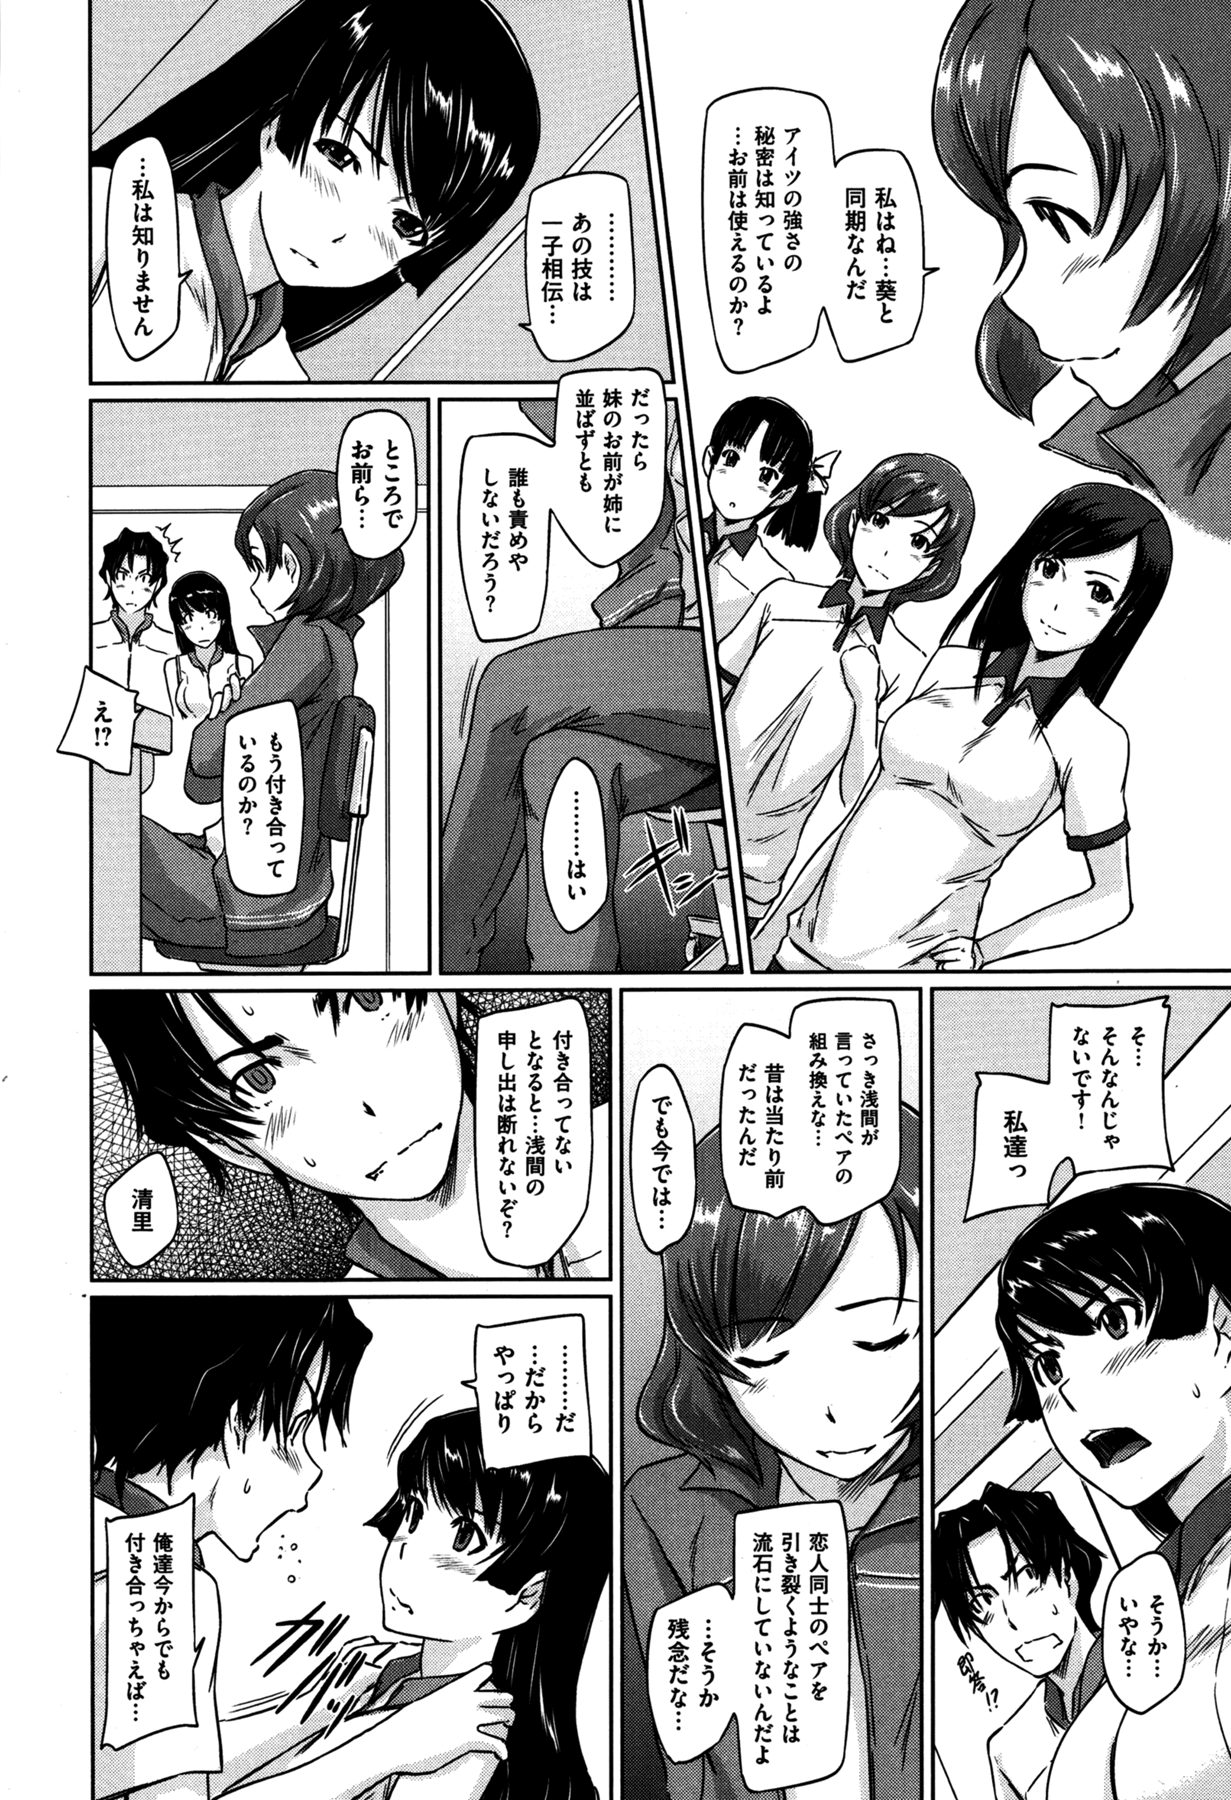 私はね…葵と
同期なんだ
アイツの強さの
秘密は知っているよ
…お前は使えるのか?
………
あの技は
一子相伝…
…私は知りません
だったら
妹のお前が姉に
並ばずとも
誰も責めや
しないだろう?
………はい
ギシ
ところで
お前ら…
もう付き合って
いるのか?
え!?
そ…
そんなんじゃ
ないです!
私達っ
そうか…
いやな…
即答!?
さっき浅間が
言っていたペアの
組み換えな…
昔は当たり前
だったんだ
でも今では…
恋人同士のペアを
引き裂くようなことは
流石にしていないんだよ
…そうか
残念だな…
付き合ってない
となると…浅間の
申し出は断れないぞ?
清里
………だ
…だから
やっぱり
ガッ
俺達今からでも
付き合っちゃえば…